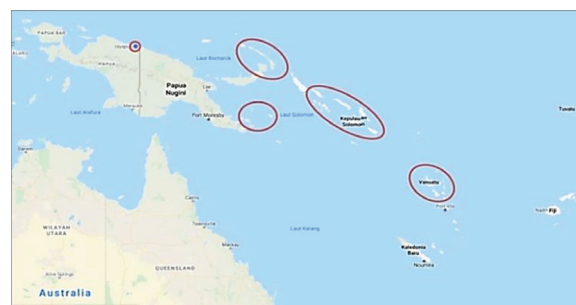 PAPUA BAR
PAPUA
Papua
Nugini
Lae
Merauke
Port Moresby
Laut Bismarck
Laut Solomon
Laut Arafura
Kepulauan
Solomon
Tuvalu
Vanuatu
Port Vila
Fiji
Nadi
Kaledonia
Baru
Nouméa
Laut Karang
Darwin
Cairns
Townsville
Mackay
WILAYAH
UTARA
Alice Springs
QUEENSLAND
Australia